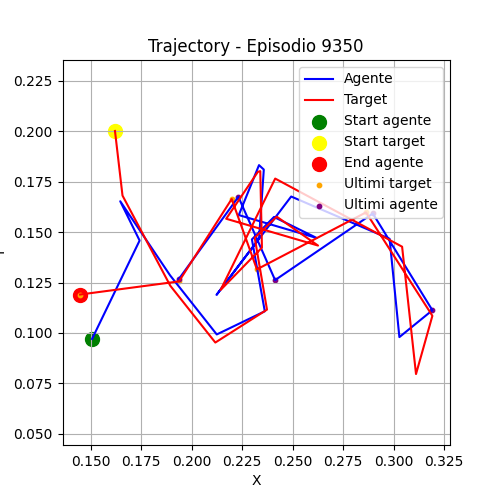 Trajectory - Episodio 9350
Agente
Target
Start agente
Start target
End agente
Ultimi target
Ultimi agente
0.225
0.200
0.175
0.150
0.125
0.100
0.075
0.050
0.150 0.175 0.200 0.225 0.250 0.275 0.300 0.325
X